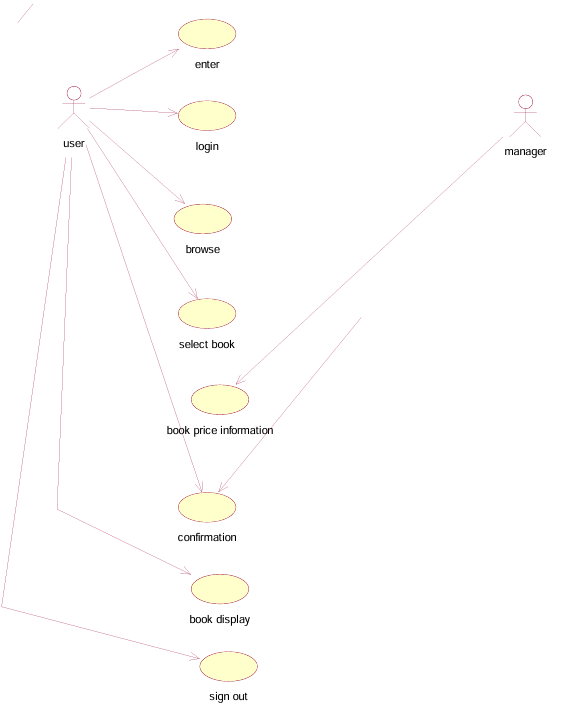 enter
user
login
manager
browse
select book
book price information
confirmation
book display
sign out